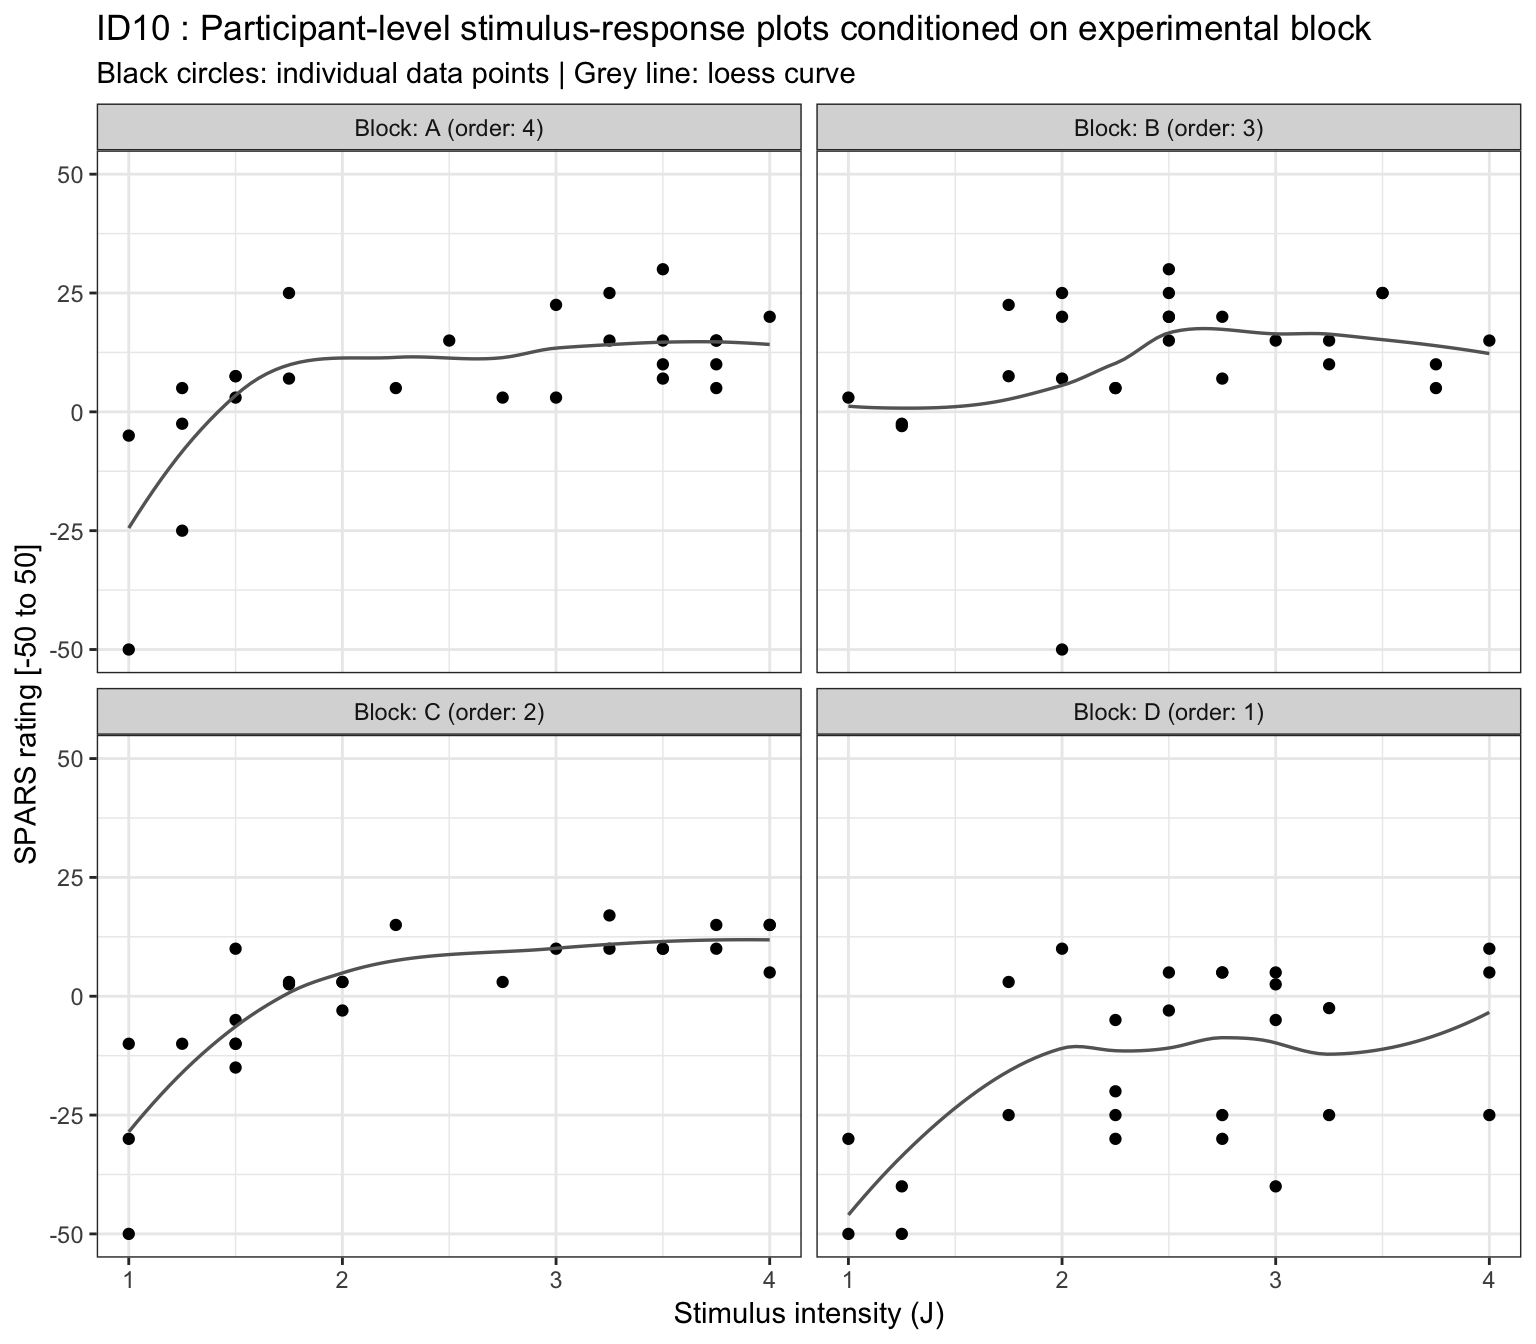 ID10 : Participant-level stimulus-response plots conditioned on experimental block
Black circles: individual data points | Grey line: loess curve
Block: A (order: 4)
Block: B (order: 3)
50
25
0
-25
-50
Block: C (order: 2)
Block: D (order: 1)
50
25
0
-25
-50
SPARS rating [-50 to 50]
1 2 3 4
1 2 3 4
Stimulus intensity (J)